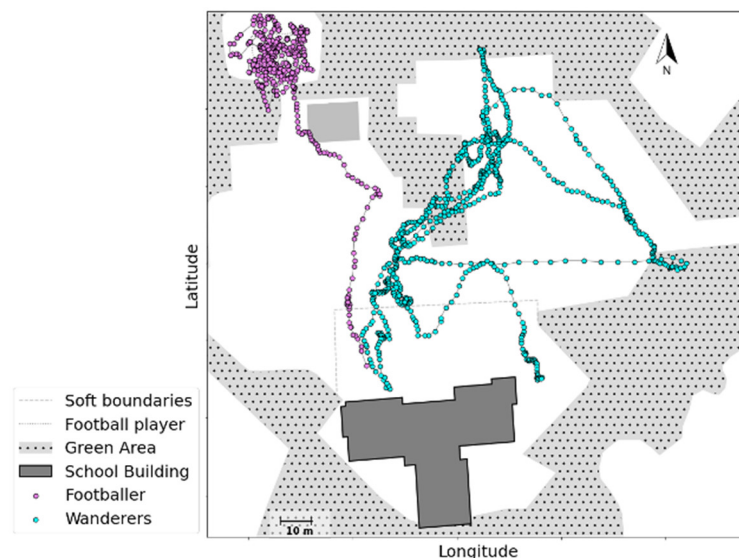 N
Latitude
Soft boundaries
Football player
Green Area
School Building
Footballer
Wanderers
10 m
Longitude